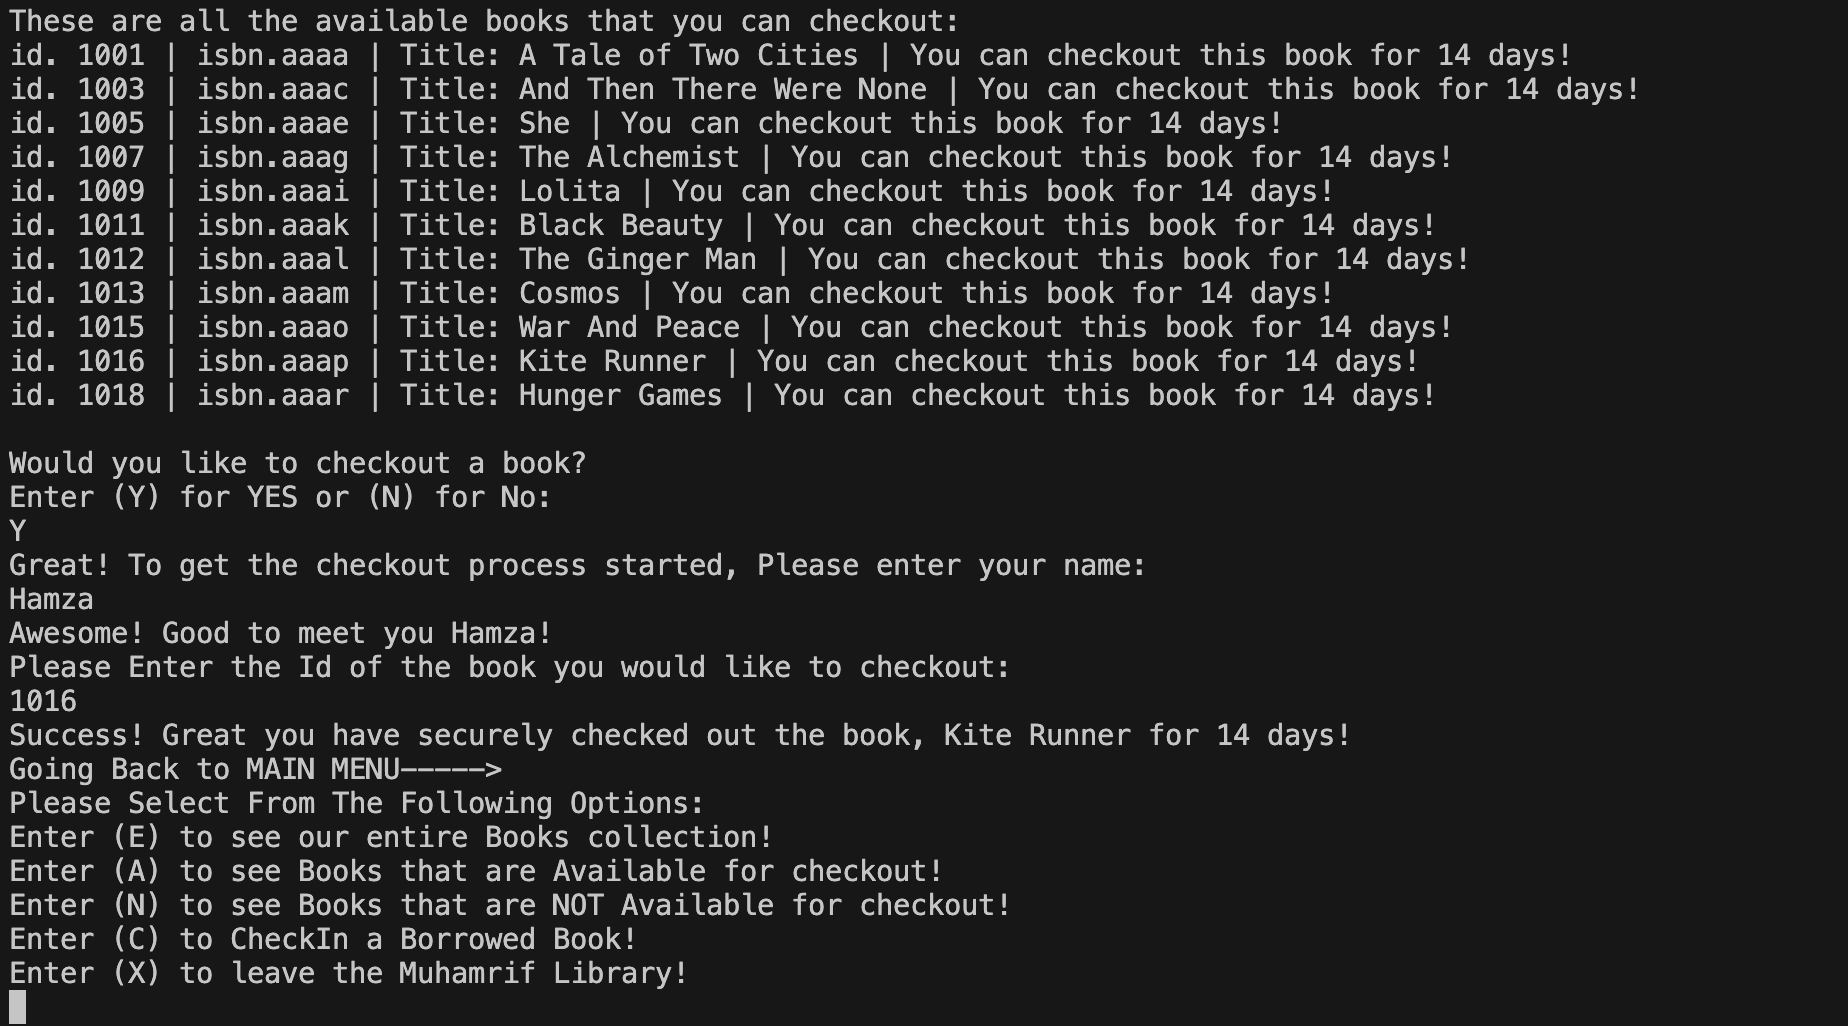 These are all the available books that you can checkout:
id. 1001 | isbn.aaaa | Title: A Tale of Two Cities | You can checkout this book for 14 days!
id. 1003 | isbn.aaac | Title: And Then There Were None | You can checkout this book for 14 days!
id. 1005 | isbn.aaae | Title: She | You can checkout this book for 14 days!
id. 1007 | isbn.aaag | Title: The Alchemist | You can checkout this book for 14 days!
id. 1009 | isbn.aaai | Title: Lolita | You can checkout this book for 14 days!
id. 1011 | isbn.aaak | Title: Black Beauty | You can checkout this book for 14 days!
id. 1012 | isbn.aaal | Title: The Ginger Man | You can checkout this book for 14 days!
id. 1013 | isbn.aaam | Title: Cosmos | You can checkout this book for 14 days!
id. 1015 | isbn.aaao | Title: War And Peace | You can checkout this book for 14 days!
id. 1016 | isbn.aaap | Title: Kite Runner | You can checkout this book for 14 days!
id. 1018 | isbn.aaar | Title: Hunger Games | You can checkout this book for 14 days!
Would you like to checkout a book?
Enter (Y) for YES or (N) for No:
Y
Great! To get the checkout process started, Please enter your name:
Hamza
Awesome! Good to meet you Hamza!
Please Enter the Id of the book you would like to checkout:
1016
Success! Great you have securely checked out the book, Kite Runner for 14 days!
Going Back to MAIN MENU----->
Please Select From The Following Options:
Enter (E) to see our entire Books collection!
Enter (A) to see Books that are Available for checkout!
Enter (N) to see Books that are NOT Available for checkout!
Enter (C) to CheckIn a Borrowed Book!
Enter (X) to leave the Muhamrif Library!